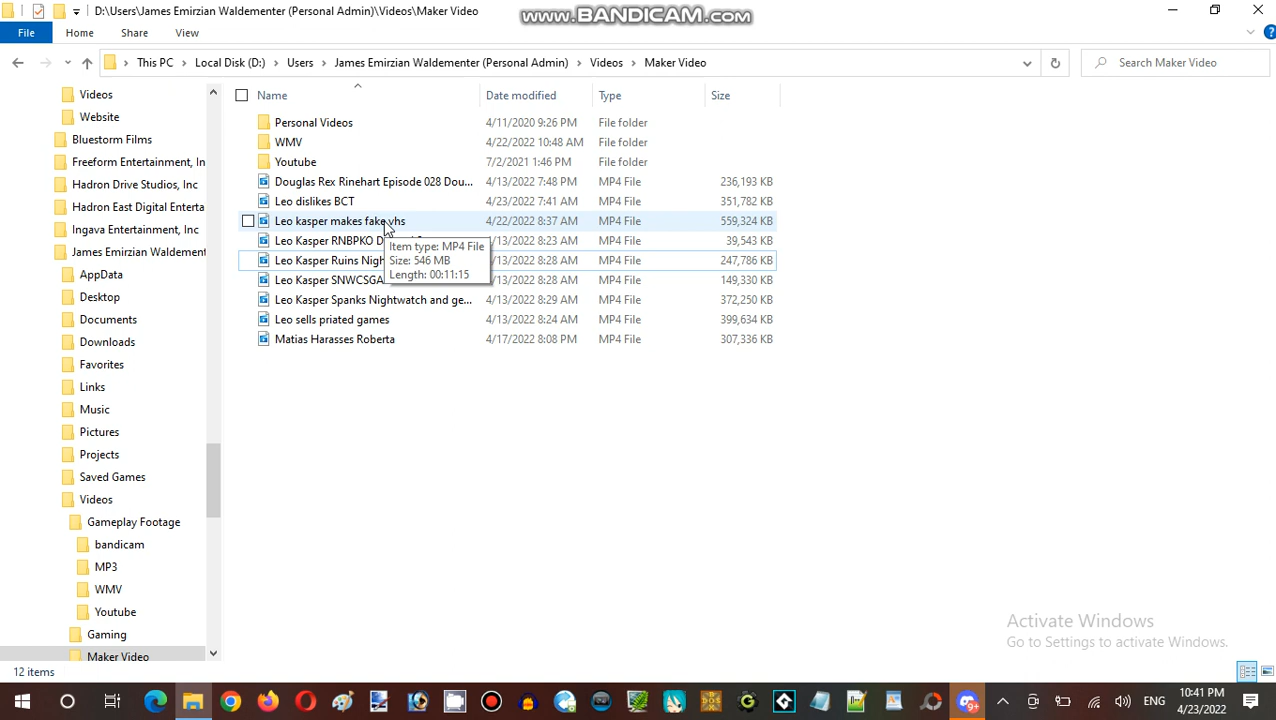 D:\Users\James Emirzian Waldementer (Personal Admin)\Videos\Maker Video
www.BANDICAM.com
File Home Share View
This PC Local Disk (D:) Users James Emirzian Waldementer (Personal Admin) Videos Maker Video
Search Maker Video
Videos
Website
Bluestorm Films
Freeform Entertainment, In
Hadron Drive Studios, Inc
Hadron East Digital Enterta
Ingava Entertainment, Inc
James Emirzian Waldement
AppData
Desktop
Documents
Downloads
Favorites
Links
Music
Pictures
Projects
Saved Games
Videos
Gameplay Footage
bandicam
MP3
WMV
Youtube
Gaming
Maker Video
Name Date modified Type Size
Personal Videos 4/11/2020 9:26 PM File folder
WMV 4/22/2022 10:48 AM File folder
Youtube 7/2/2021 1:46 PM File folder
Douglas Rex Rinehart Episode 028 Dou... 4/13/2022 7:48 PM MP4 File 236,193 KB
Leo dislikes BCT 4/23/2022 7:41 AM MP4 File 351,782 KB
Leo kasper makes fake vhs 4/22/2022 8:37 AM MP4 File 559,324 KB
Leo Kasper RNBPKO /13/2022 8:23 AM MP4 File 39,543 KB
Leo Kasper Ruins Nigh /13/2022 8:28 AM MP4 File 247,786 KB
Leo Kasper SNWCSGA /13/2022 8:28 AM MP4 File 149,330 KB
Leo Kasper Spanks Nightwatch and ge... 4/13/2022 8:29 AM MP4 File 372,250 KB
Leo sells priated games 4/13/2022 8:24 AM MP4 File 399,634 KB
Matias Harasses Roberta 4/17/2022 8:08 PM MP4 File 307,336 KB
Item type: MP4 File
Size: 546 MB
Length: 00:11:15
Activate Windows
Go to Settings to activate Windows.
12 items
9+
ENG
10:41 PM
4/23/2022